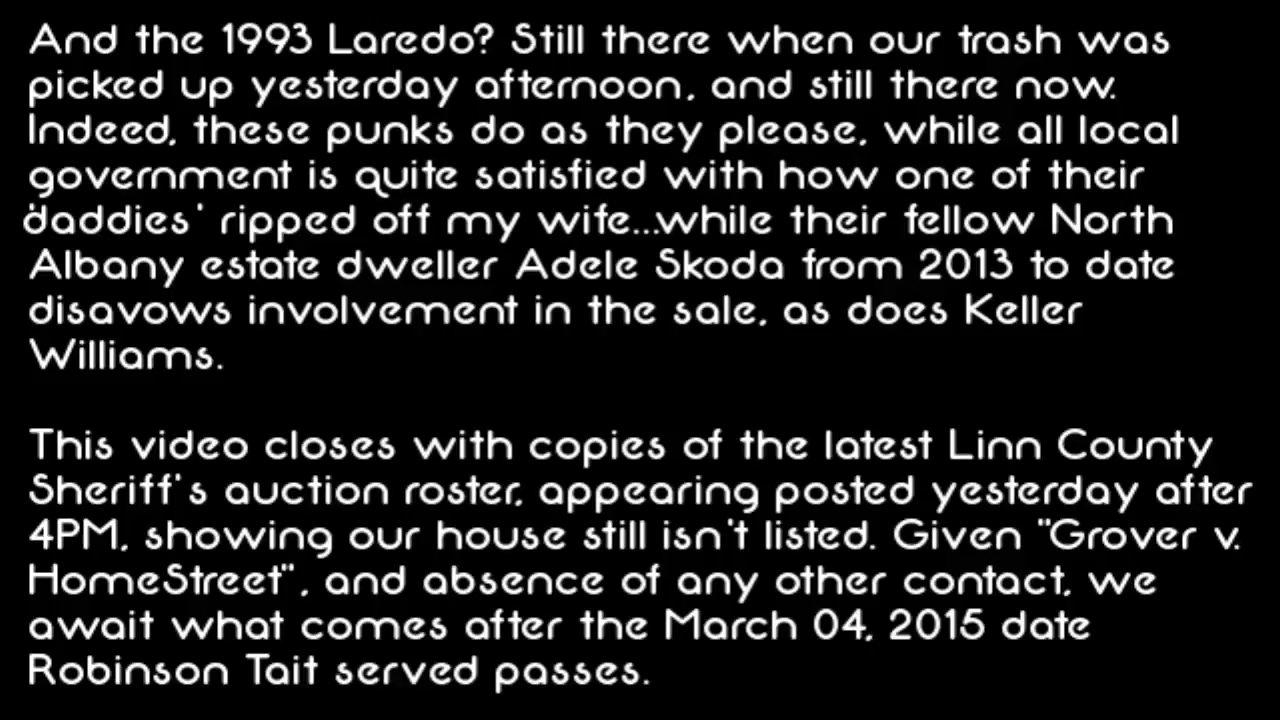 And the 1993 Laredo? Still there when our trash was
picked up yesterday afternoon, and still there now.
Indeed, these punks do as they please, while all local
government is quite satisfied with how one of their
'daddies' ripped off my wife...while their fellow North
Albany estate dweller Adele Skoda from 2013 to date
disavows involvement in the sale, as does Keller
Williams.

This video closes with copies of the latest Linn County
Sheriff's auction roster, appearing posted yesterday after
4PM, showing our house still isn't listed. Given "Grover v.
HomeStreet", and absence of any other contact, we
await what comes after the March 04, 2015 date
Robinson Tait served passes.